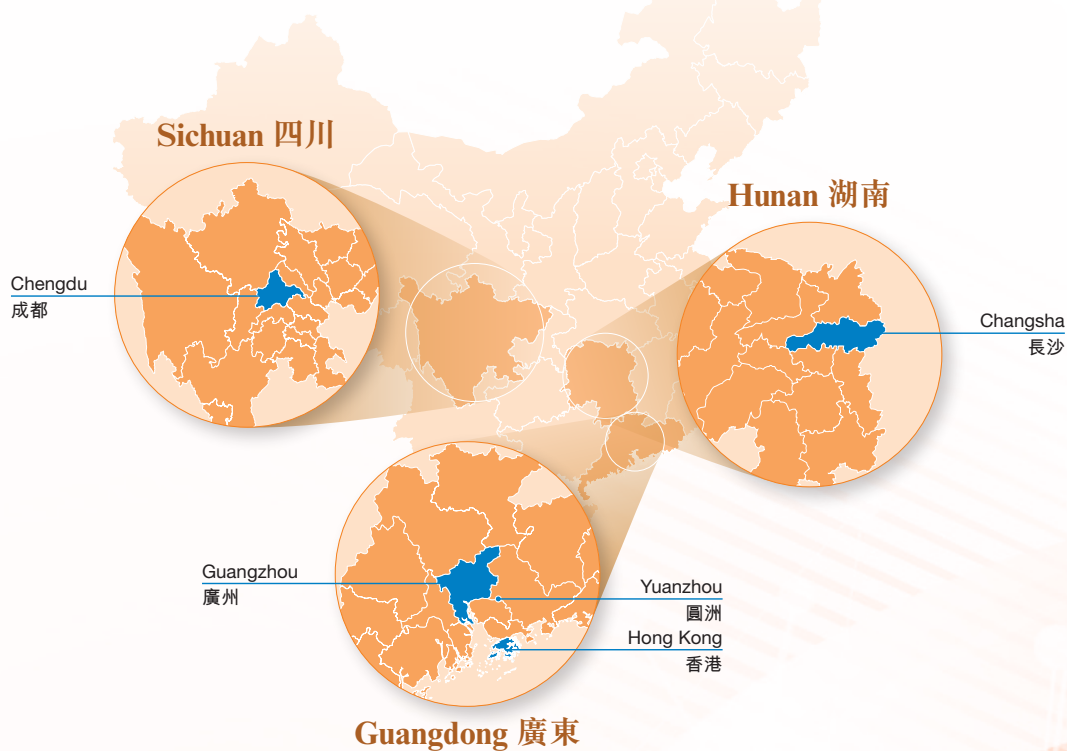 Sichuan 四川
Hunan 湖南
Chengdu
成都
Changsha
長沙
Guangzhou
廣州
Yuanzhou
圓洲
Hong Kong
香港
Guangdong 廣東